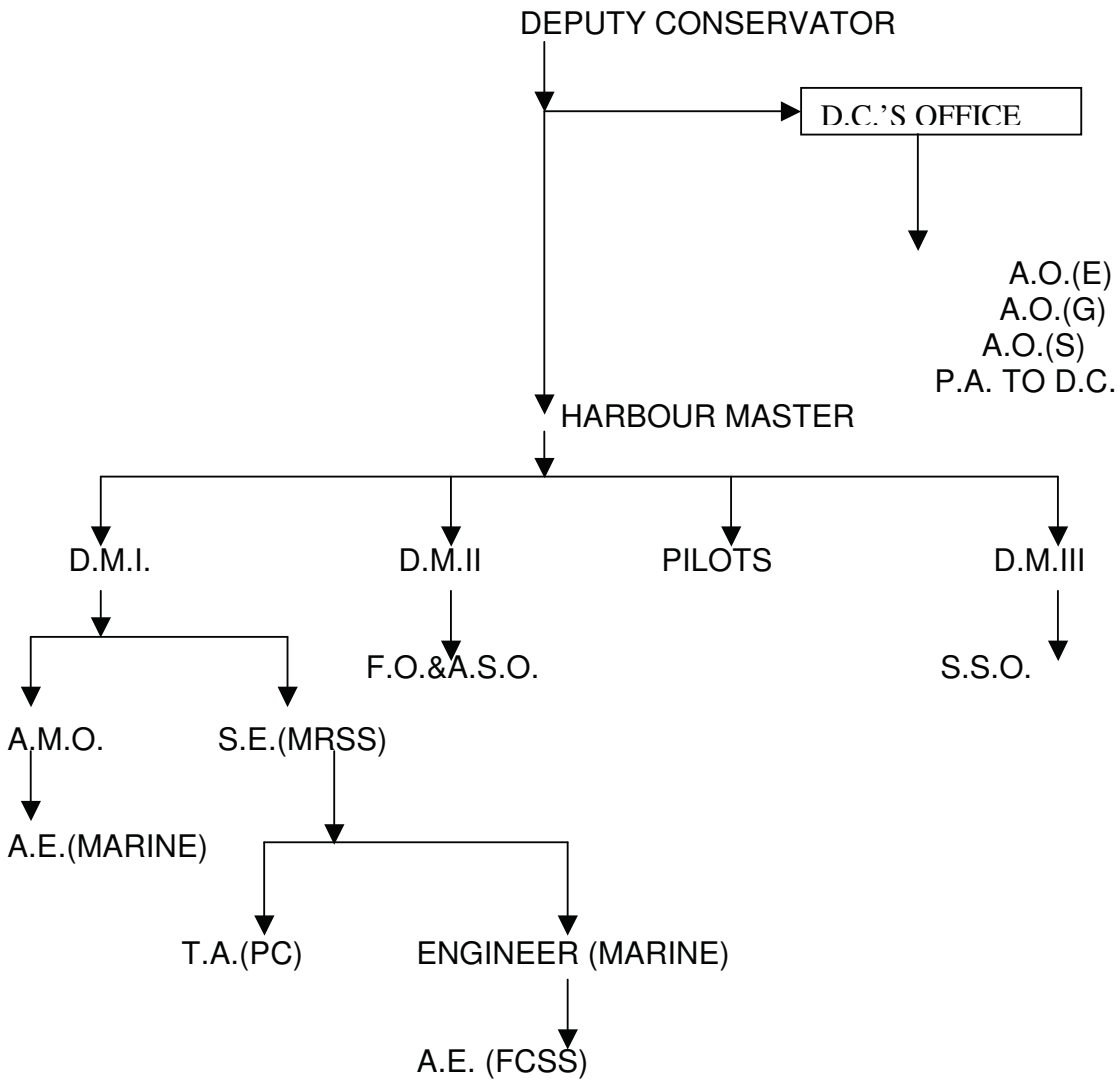 DEPUTY CONSERVATOR
D.C.'S OFFICE
A.O.(E)
A.O.(G)
A.O.(S)
P.A. TO D.C.
HARBOUR MASTER
D.M.I.
D.M.II
PILOTS
D.M.III
F.O.&A.S.O.
S.S.O.
A.M.O.
S.E.(MRSS)
A.E.(MARINE)
T.A.(PC)
ENGINEER (MARINE)
A.E. (FCSS)